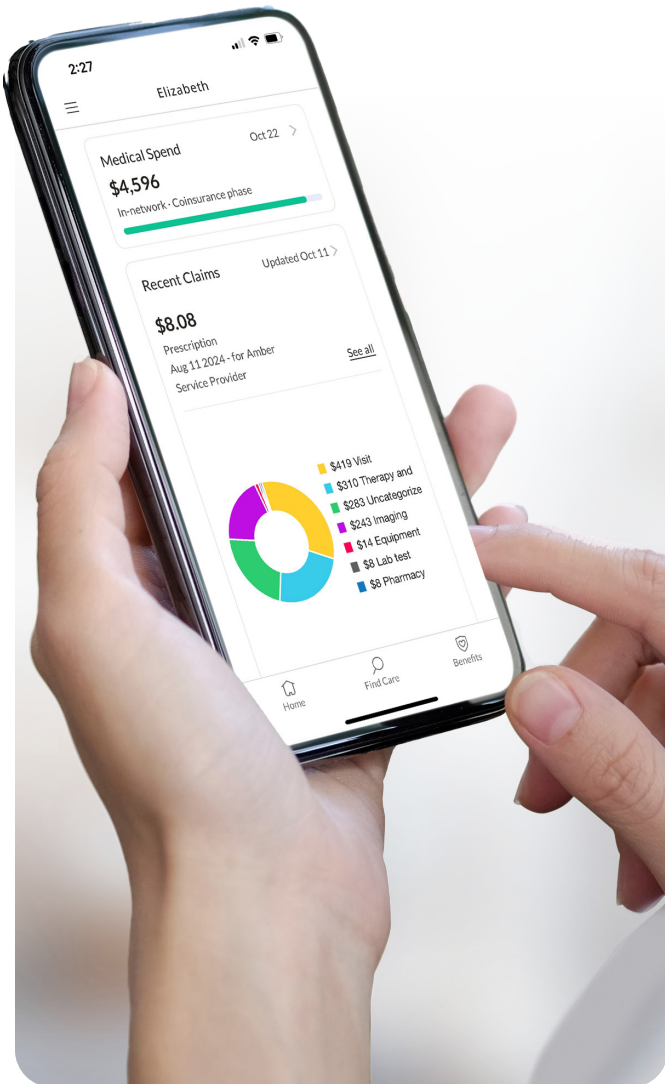 2:27
Elizabeth
Medical Spend
Oct 22
$4,596
In-network · Coinsurance phase
Recent Claims
Updated Oct 11
$8.08
Prescription
Aug 11 2024 - for Amber
Service Provider
See all
$419 Visit
$310 Therapy and
$283 Uncategorize
$243 Imaging
$14 Equipment
$8 Lab test
$8 Pharmacy
Home
Find Care
Benefits